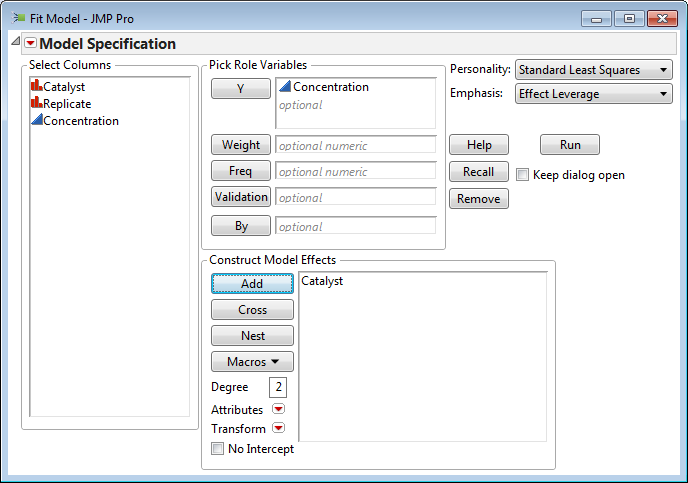 Fit Model - JMP Pro
Model Specification
Select Columns
Catalyst
Replicate
Concentration
Pick Role Variables
Y
Concentration
optional
Weight
optional numeric
Freq
optional numeric
Validation
optional
By
optional
Personality:
Standard Least Squares
Emphasis:
Effect Leverage
Help
Run
Recall
Keep dialog open
Remove
Construct Model Effects
Add
Catalyst
Cross
Nest
Macros
Degree
2
Attributes
Transform
No Intercept